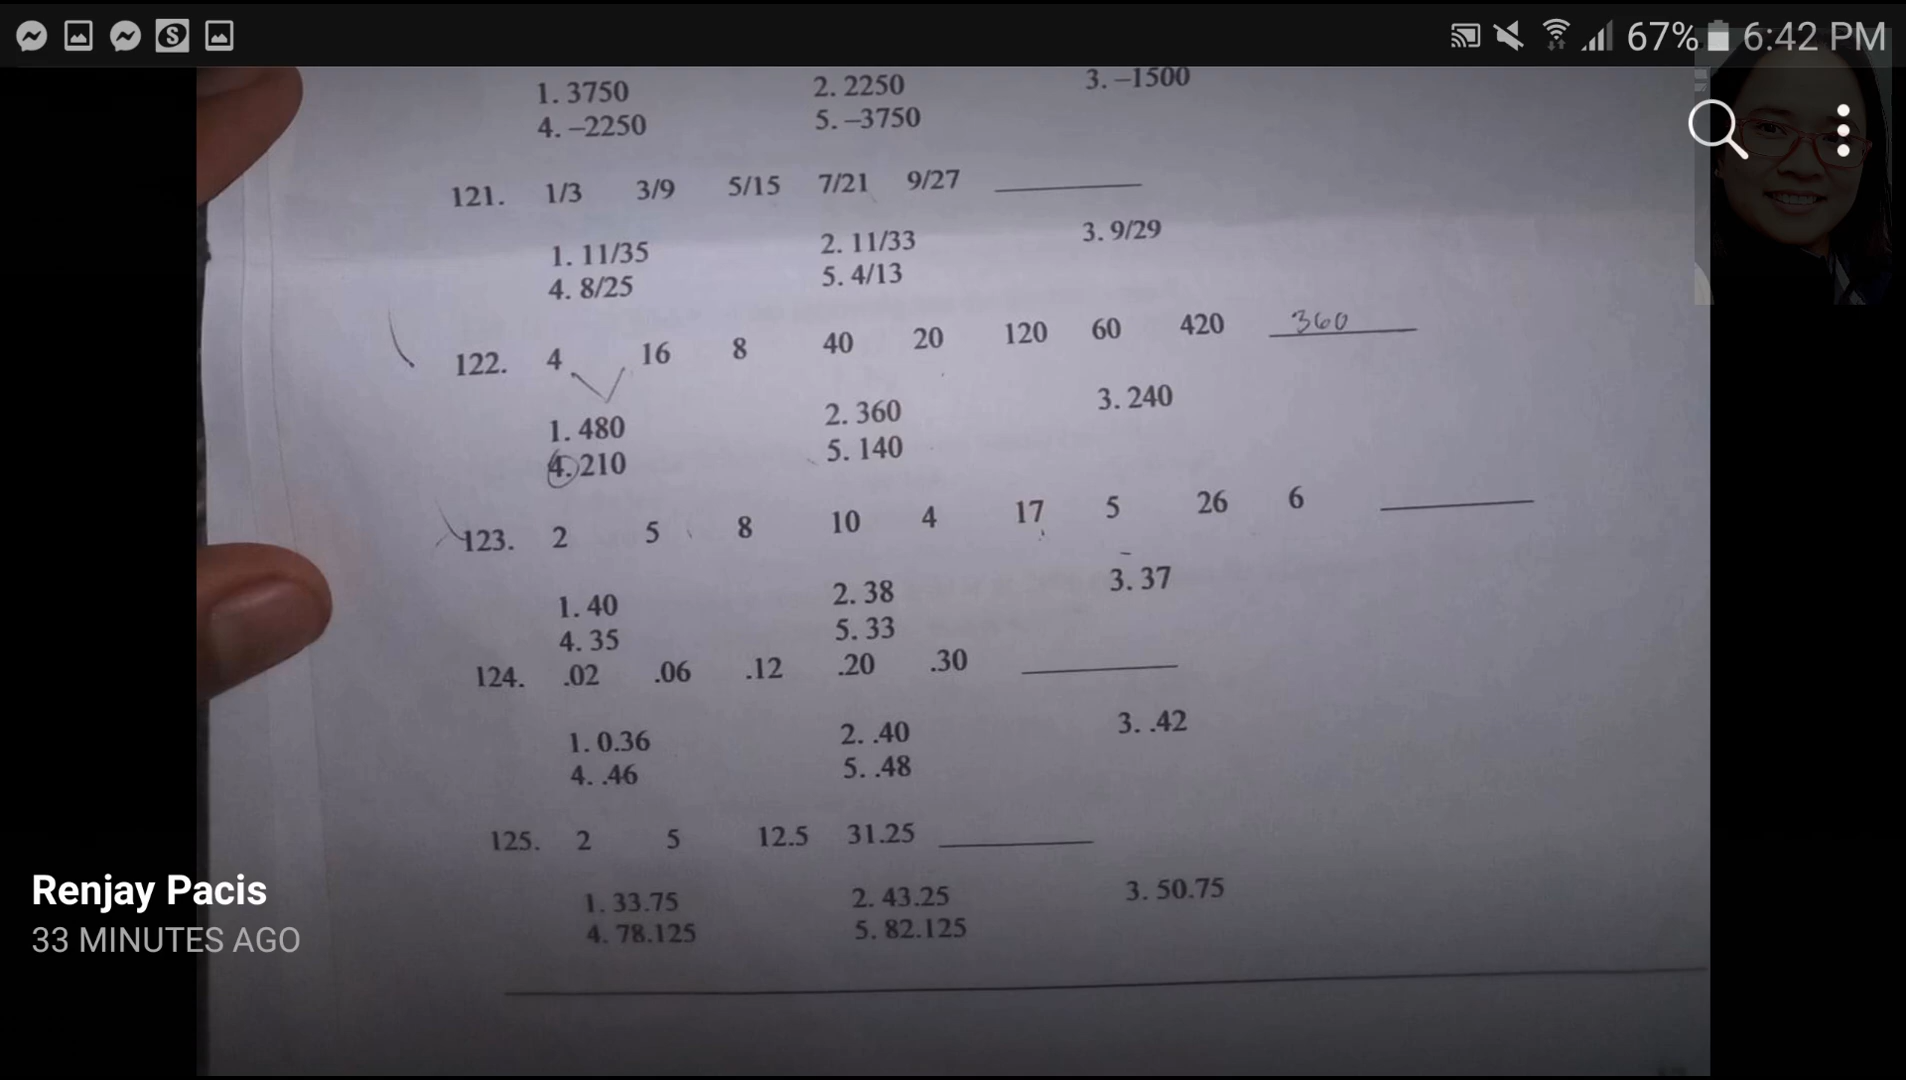 67% 6:42 PM
1. 3750 2. 2250 3. –1500
4. –2250 5. –3750
121. 1/3 3/9 5/15 7/21 9/27
1. 11/35 2. 11/33 3. 9/29
4. 8/25 5. 4/13
122. 4 16 8 40 20 120 60 420 360
1. 480 2. 360 3. 240
4. 210 5. 140
123. 2 5 8 10 4 17 5 26 6
1. 40 2. 38 3. 37
4. 35 5. 33
124. .02 .06 .12 .20 .30
1. 0.36 2. .40 3. .42
4. .46 5. .48
125. 2 5 12.5 31.25
1. 33.75 2. 43.25 3. 50.75
4. 78.125 5. 82.125
Renjay Pacis
33 MINUTES AGO